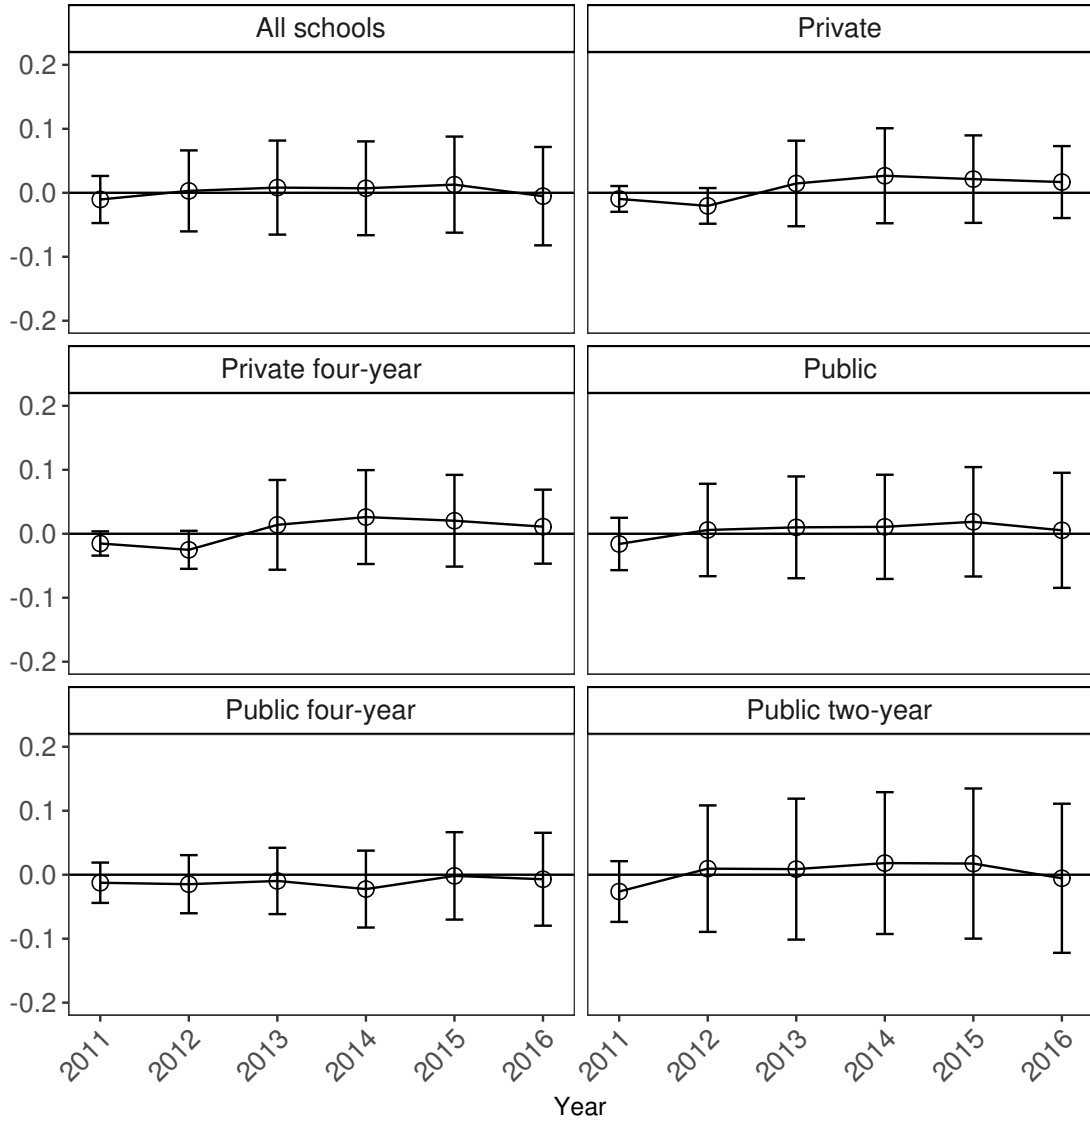 All schools
Private
0.2
0.1
0.0
-0.1
-0.2
Private four-year
Public
0.2
0.1
0.0
-0.1
-0.2
Public four-year
Public two-year
0.2
0.1
0.0
-0.1
-0.2
2011 2012 2013 2014 2015 2016
2011 2012 2013 2014 2015 2016
Year